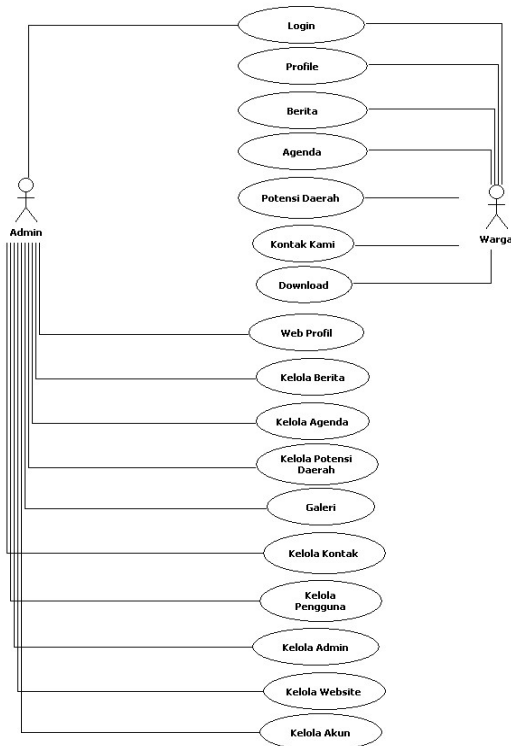 Login
Profile
Berita
Agenda
Potensi Daerah
Admin
Warga
Kontak Kami
Download
Web Profil
Kelola Berita
Kelola Agenda
Kelola Potensi
Daerah
Galeri
Kelola Kontak
Kelola
Pengguna
Kelola Admin
Kelola Website
Kelola Akun